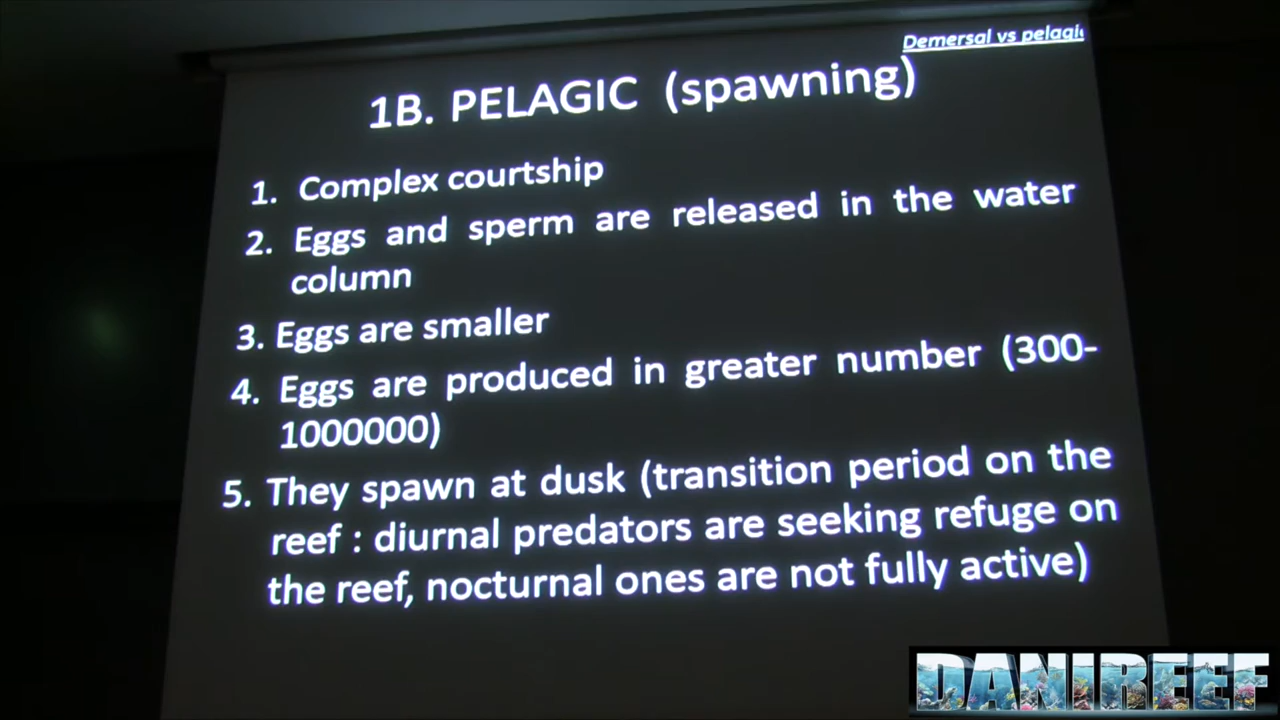 Demersal vs pelagi
1B. PELAGIC (spawning)
1. Complex courtship
2. Eggs and sperm are released in the water
column
3. Eggs are smaller
4. Eggs are produced in greater number (300-
1000000)
5. They spawn at dusk (transition period on the
reef : diurnal predators are seeking refuge on
the reef, nocturnal ones are not fully active)
DANIREEF